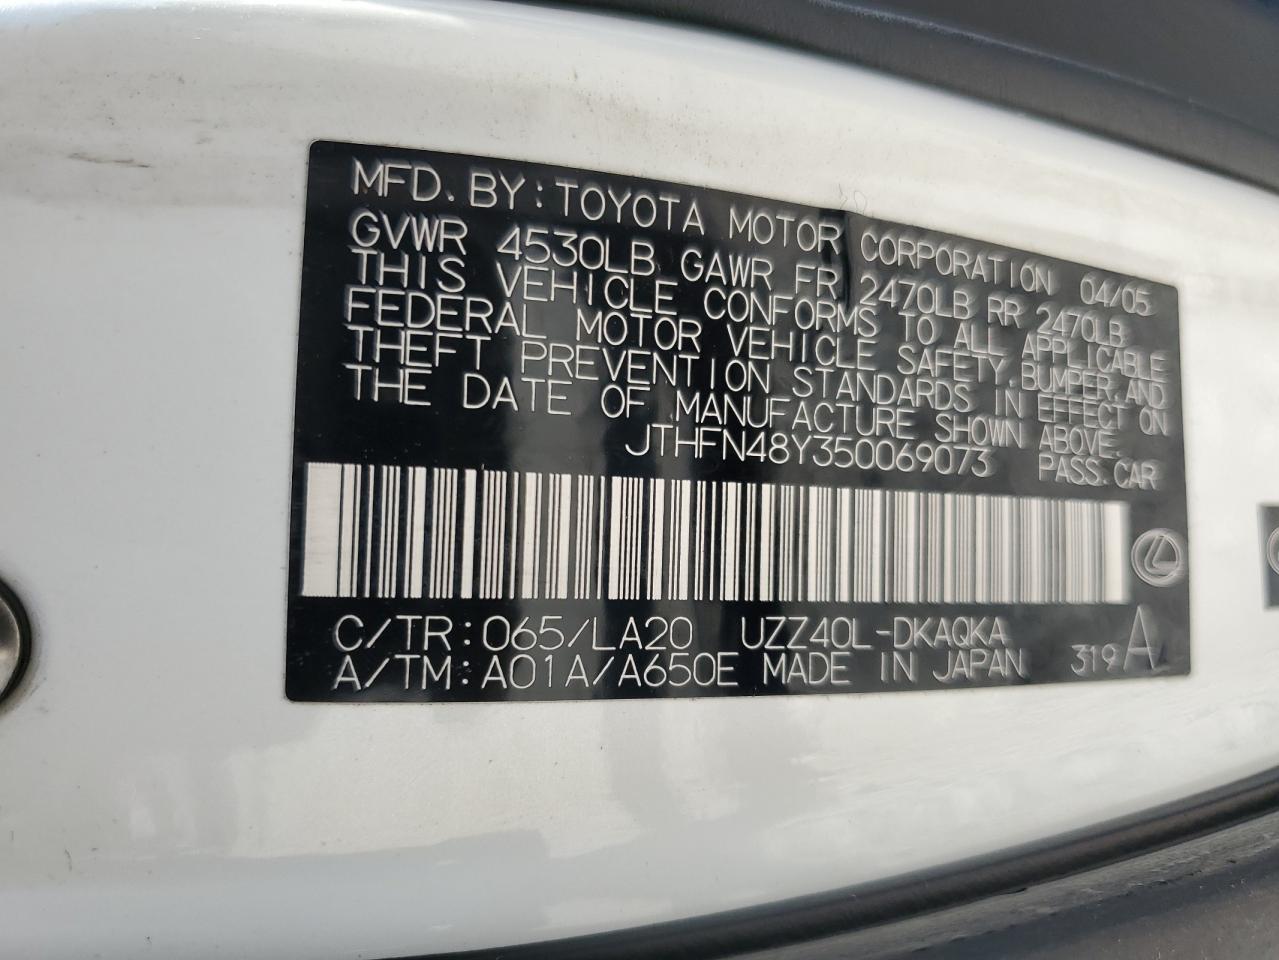 MFD. BY: TOYOTA MOTOR CORPORATION 04/05
GVWR 4530LB GAWR FR 2470LB RR 2470LB
THIS VEHICLE CONFORMS TO ALL APPLICABLE
FEDERAL MOTOR VEHICLE SAFETY, BUMPER, AND
THEFT PREVENTION STANDARDS IN EFFECT ON
THE DATE OF MANUFACTURE SHOWN ABOVE.
JTHFN48Y350069073 PASS. CAR
C/TR: 065/LA20 UZZ40L-DKAQKA
A/TM: A01A/A650E MADE IN JAPAN 319 A